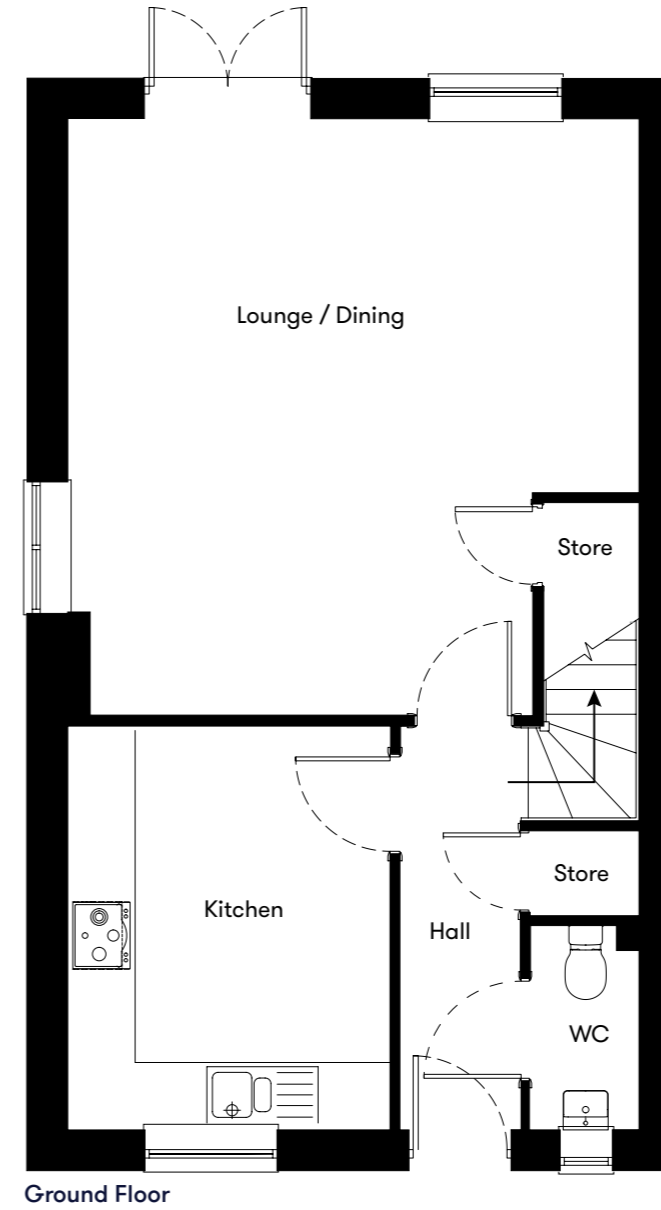 Lounge / Dining
Store
Kitchen
Store
Hall
WC
Ground Floor